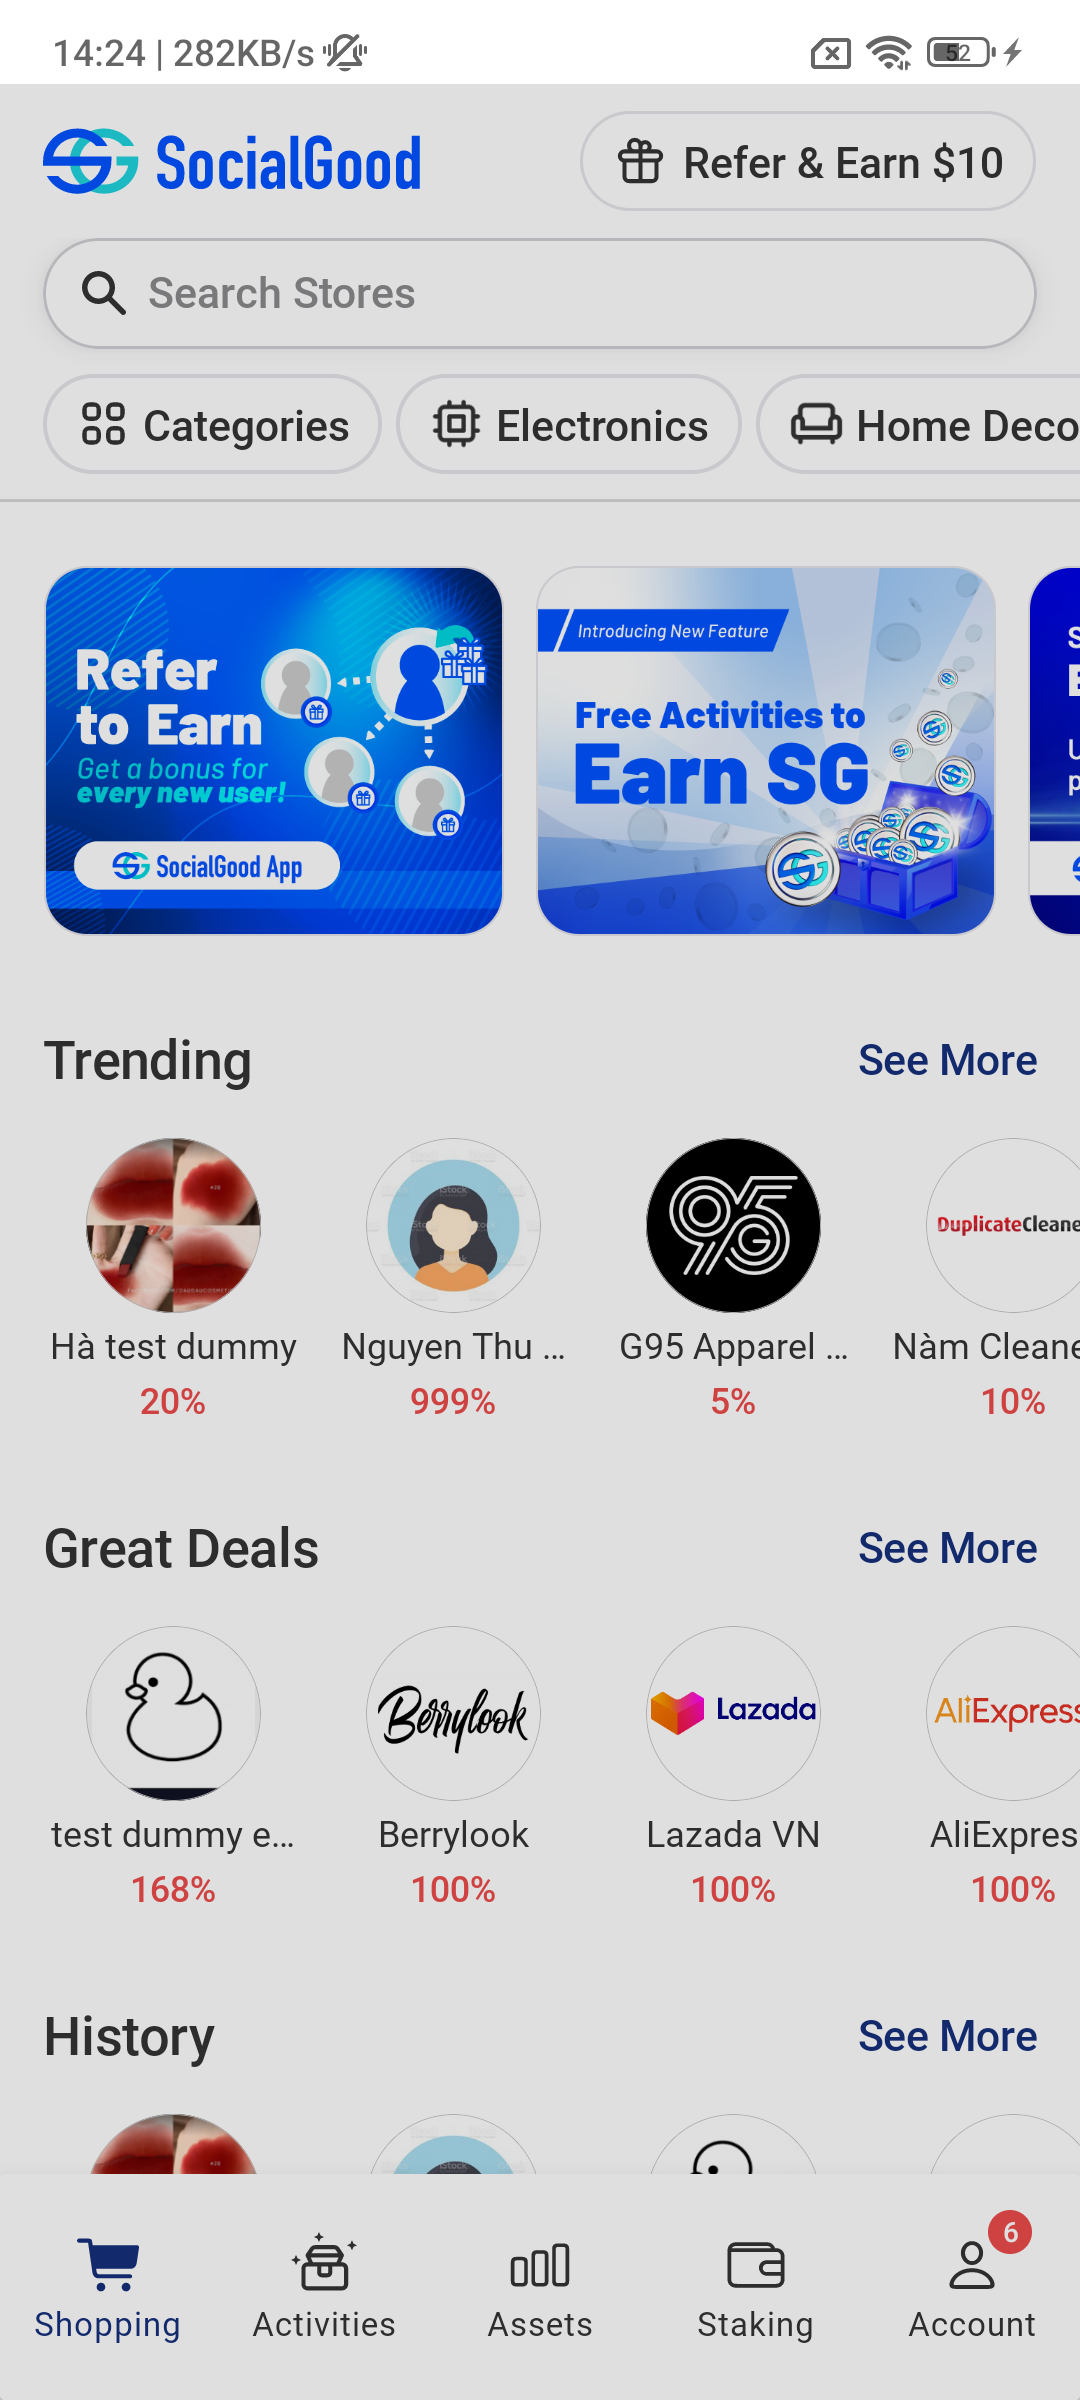 14:24 | 282KB/s
52
SocialGood
Refer & Earn $10
Search Stores
Categories
Electronics
Home Deco
Refer
to Earn
Get a bonus for
every new user!
SocialGood App
Introducing New Feature
Free Activities to
Earn SG
Trending
See More
95
DuplicateCleane
Hà test dummy
Nguyen Thu ...
G95 Apparel ...
Nàm Cleane
20%
999%
5%
10%
Great Deals
See More
Berrylook
Lazada
AliExpress
test dummy e...
Berrylook
Lazada VN
AliExpres
168%
100%
100%
100%
History
See More
6
Shopping
Activities
Assets
Staking
Account